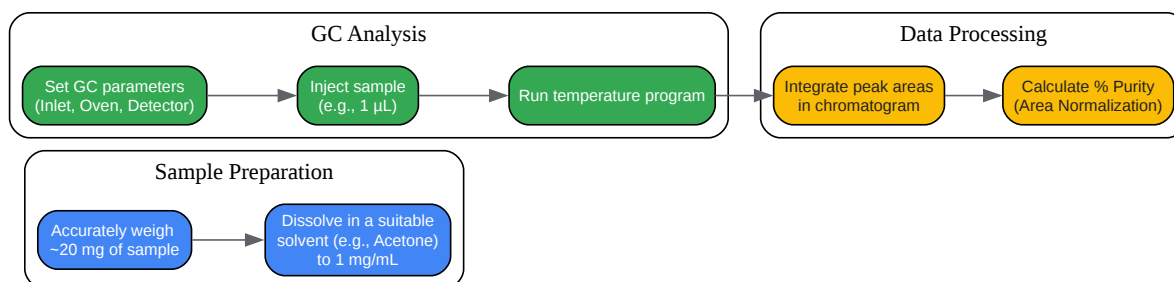 GC Analysis
Set GC parameters
(Inlet, Oven, Detector)
Inject sample
(e.g., 1 µL)
Run temperature program
Data Processing
Integrate peak areas
in chromatogram
Calculate % Purity
(Area Normalization)
Sample Preparation
Accurately weigh
~20 mg of sample
Dissolve in a suitable
solvent (e.g., Acetone)
to 1 mg/mL